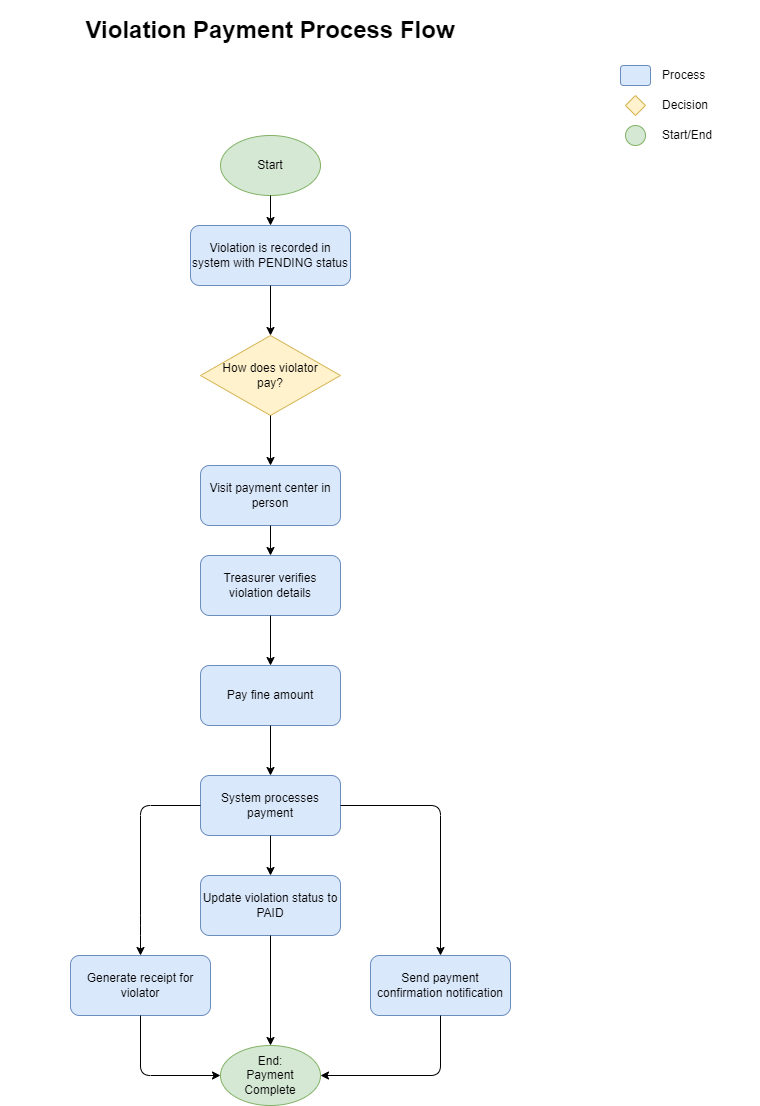 Violation Payment Process Flow
Process
Decision
Start/End
Start
Violation is recorded in
system with PENDING status
How does violator
pay?
Visit payment center in
person
Treasurer verifies
violation details
Pay fine amount
System processes
payment
Update violation status to
PAID
Generate receipt for
violator
Send payment
confirmation notification
End:
Payment
Complete